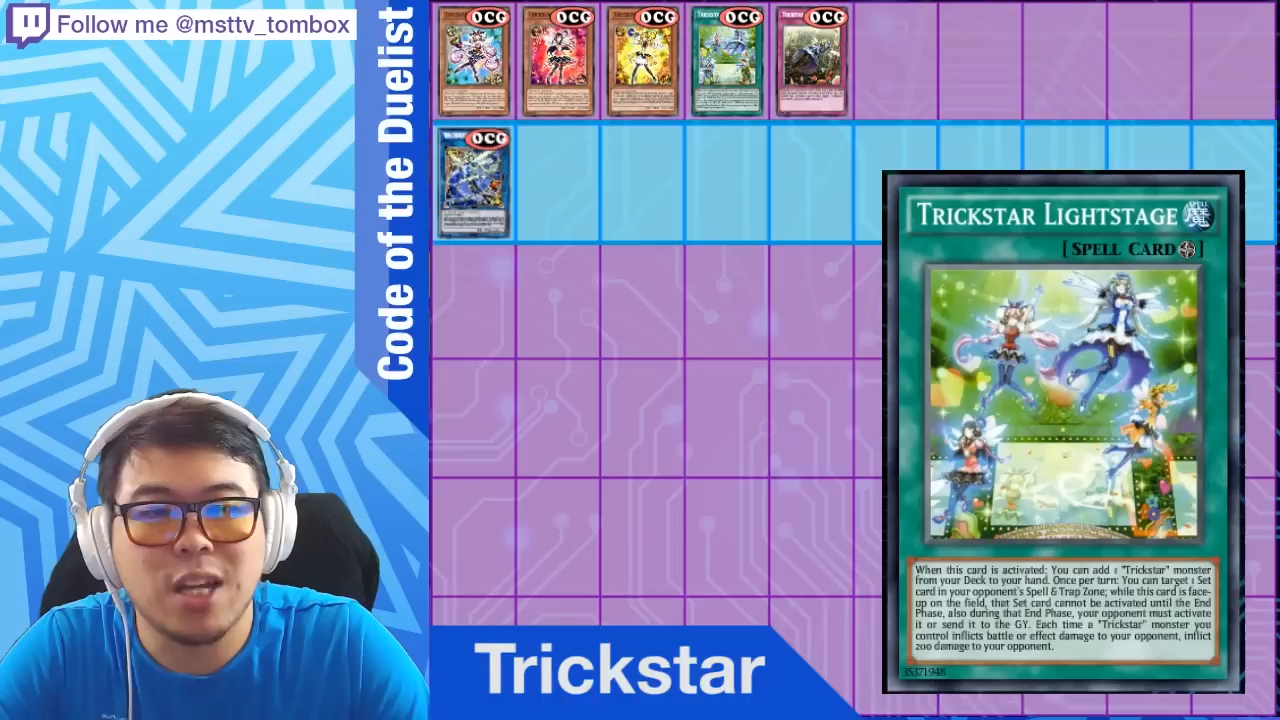 Follow me @msttv_tombox
Code of the Duelist
OCG
OCG
OCG
OCG
OCG
OCG
TRICKSTAR LIGHTSTAGE
SPELL
魔
[ SPELL CARD ]
When this card is activated: You can add 1 "Trickstar" monster
from your Deck to your hand. Once per turn: You can target 1 Set
card in your opponent's Spell & Trap Zone; while this card is face-
up on the field, that Set card cannot be activated until the End
Phase, also during that End Phase, your opponent must activate
it or send it to the GY. Each time a "Trickstar" monster you
control inflicts battle or effect damage to your opponent, inflict
200 damage to your opponent.
35371948
Trickstar